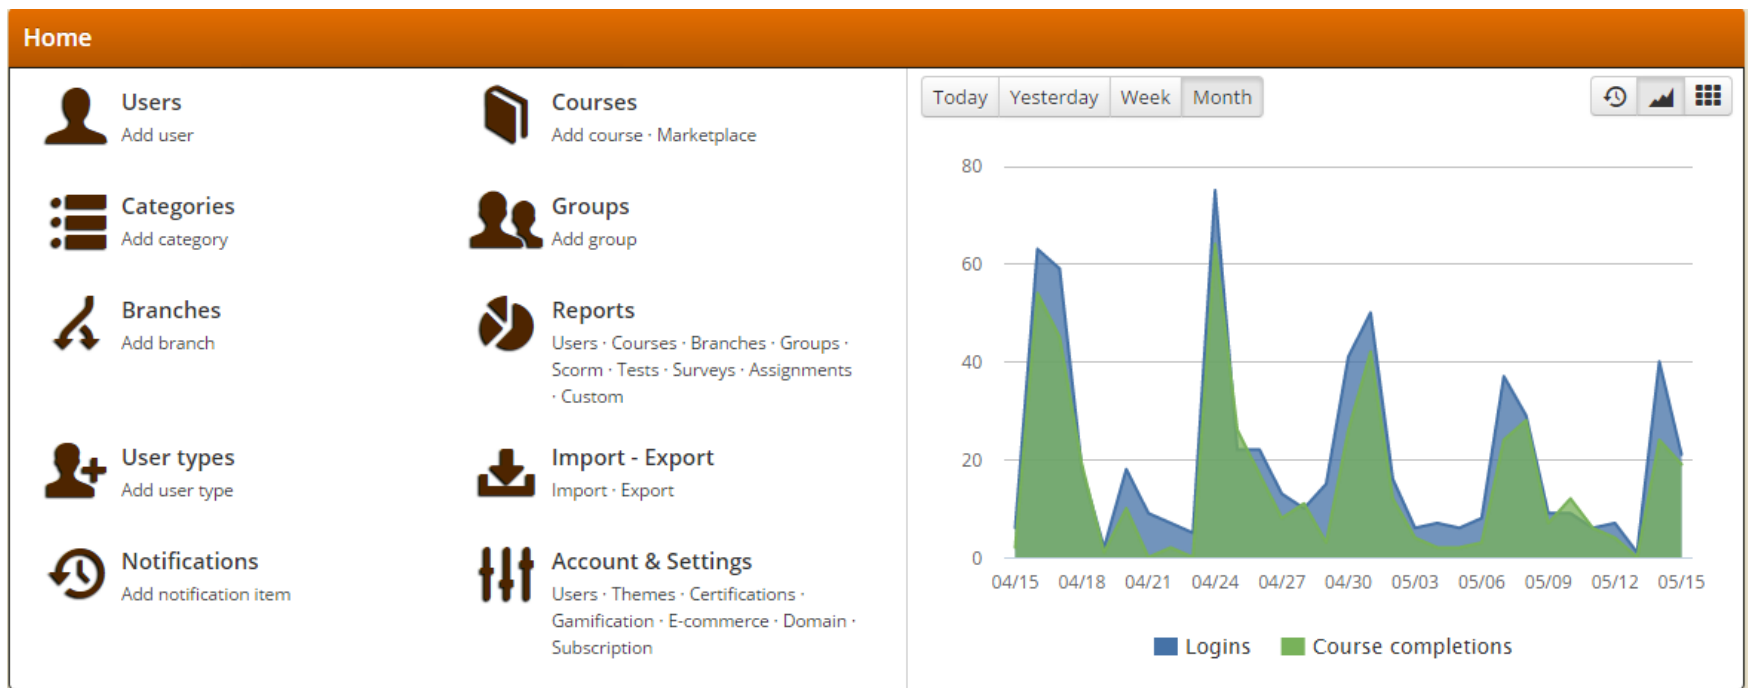 Home
Users
Add user
Courses
Add course · Marketplace
Categories
Add category
Groups
Add group
Branches
Add branch
Reports
Users · Courses · Branches · Groups ·
Scorm · Tests · Surveys · Assignments
· Custom
User types
Add user type
Import - Export
Import · Export
Notifications
Add notification item
Account & Settings
Users · Themes · Certifications ·
Gamification · E-commerce · Domain ·
Subscription
Today Yesterday Week Month
80
60
40
20
0
04/15 04/18 04/21 04/24 04/27 04/30 05/03 05/06 05/09 05/12 05/15
Logins Course completions